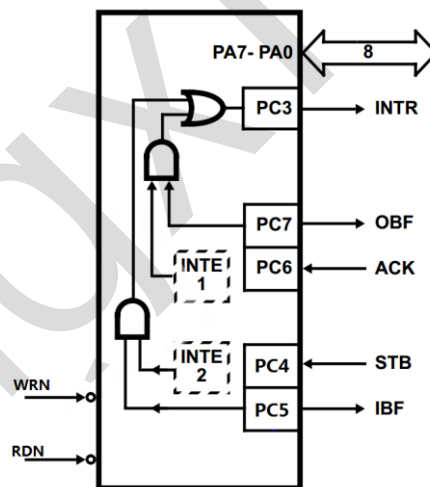 PA7- PA0 8
PC3 INTR
PC7 OBF
PC6 ACK
INTE
1
INTE
2
PC4 STB
PC5 IBF
WRN
RDN